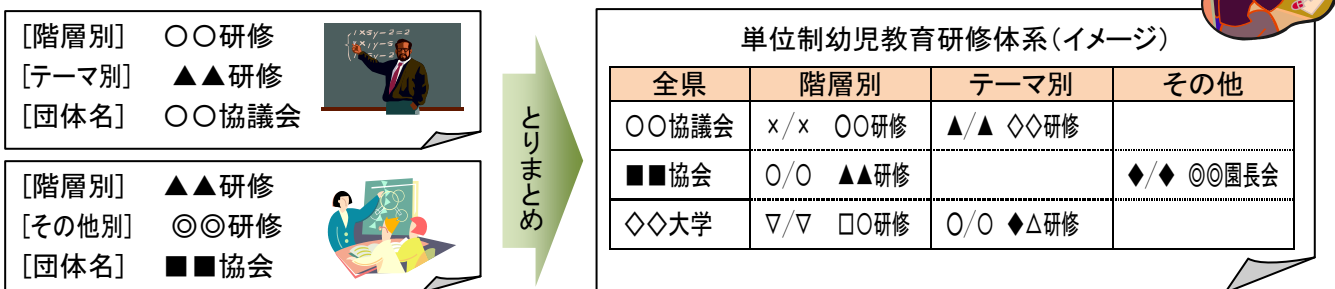 [階層別] 〇〇研修
[テーマ別] ▲▲研修
[団体名] 〇〇協議会
[階層別] ▲▲研修
[その他別] ◎◎研修
[団体名] ■■協会
とりまとめ
単位制幼児教育研修体系(イメージ)
全県 階層別 テーマ別 その他
〇〇協議会 ×/× 〇〇研修 ▲/▲ ◇◇研修
■■協会 〇/〇 ▲▲研修 ◆/◆ ◎◎園長会
◇◇大学 ▽/▽ □〇研修 〇/〇 ◆△研修